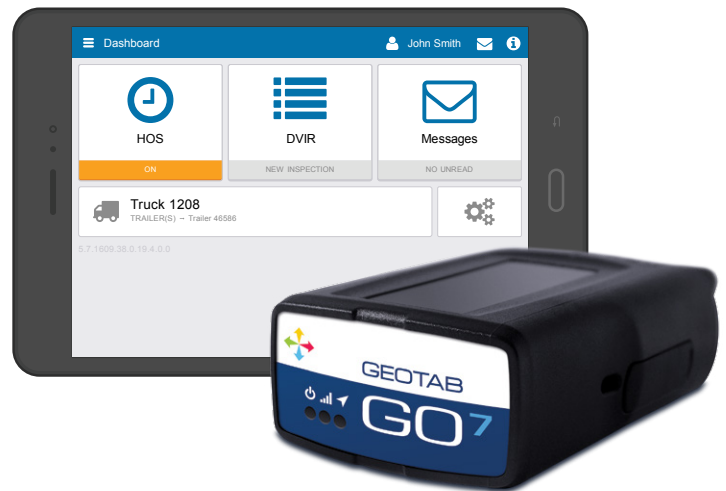 Dashboard
John Smith
HOS
DVIR
Messages
ON
NEW INSPECTION
NO UNREAD
Truck 1208
TRAILER(S) → Trailer 46586
5.7.1609.38.0.19.4.0.0
GEOTAB
GO7